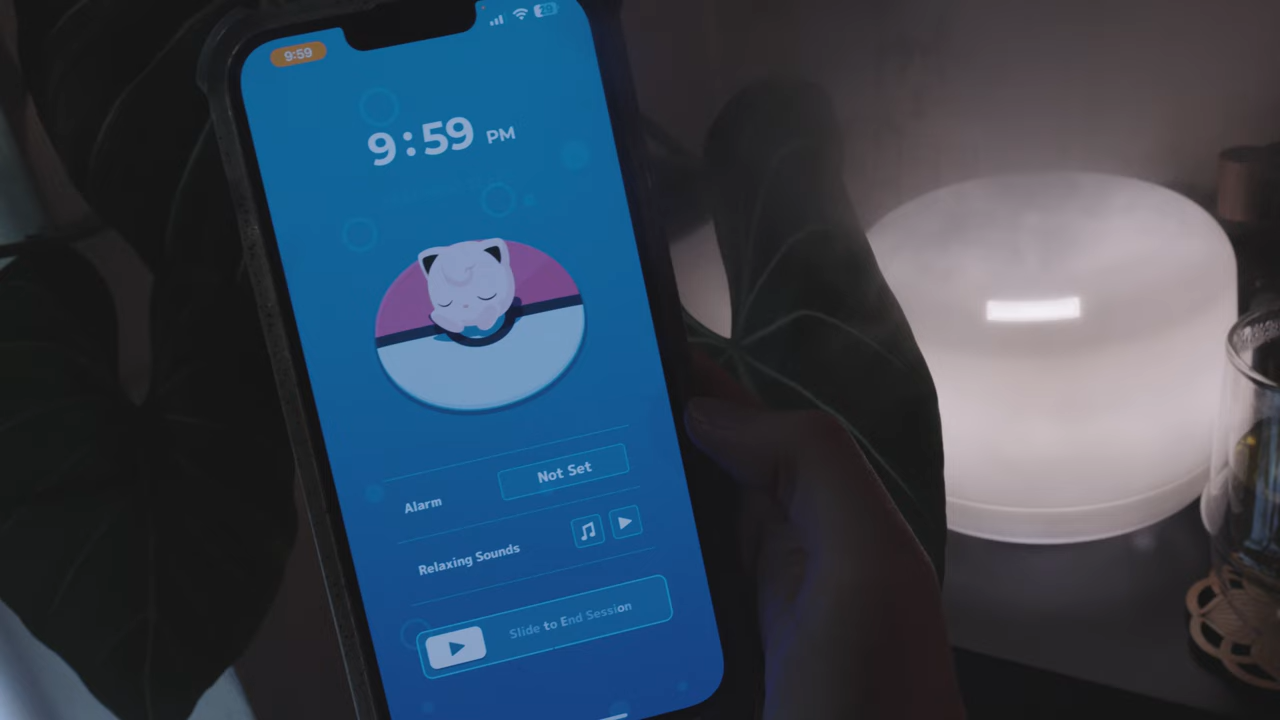 9:59
9:59 PM
Alarm
Not Set
Relaxing Sounds
Slide to End Session